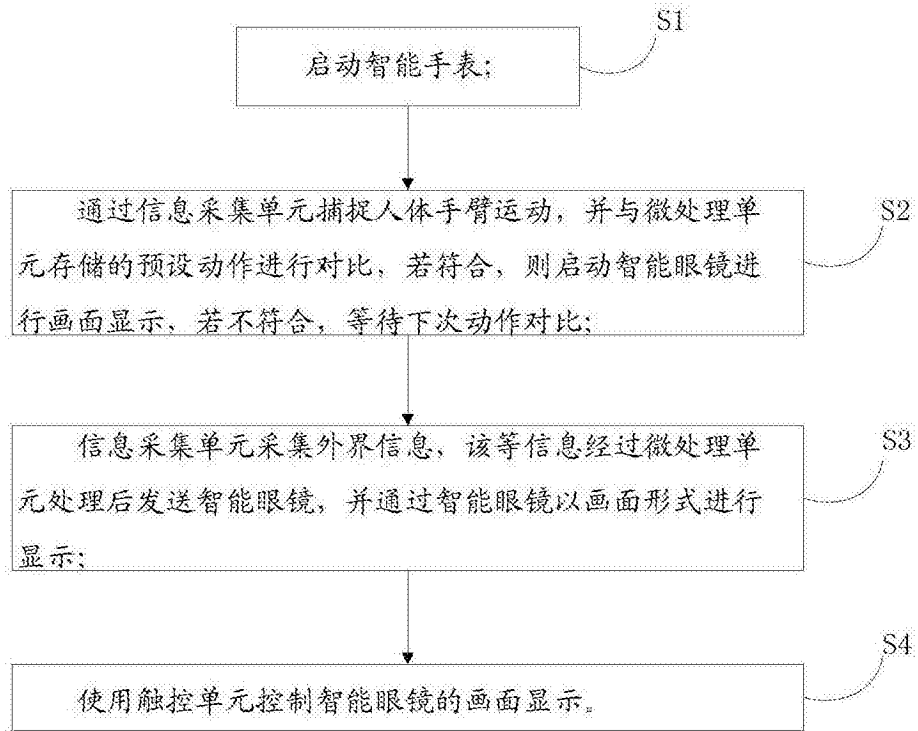 S1
启动智能手表；
S2
通过信息采集单元捕捉人体手臂运动，并与微处理单
元存储的预设动作进行对比，若符合，则启动智能眼镜进
行画面显示，若不符合，等待下次动作对比；
S3
信息采集单元采集外界信息，该等信息经过微处理单
元处理后发送智能眼镜，并通过智能眼镜以画面形式进行
显示；
S4
使用触控单元控制智能眼镜的画面显示。